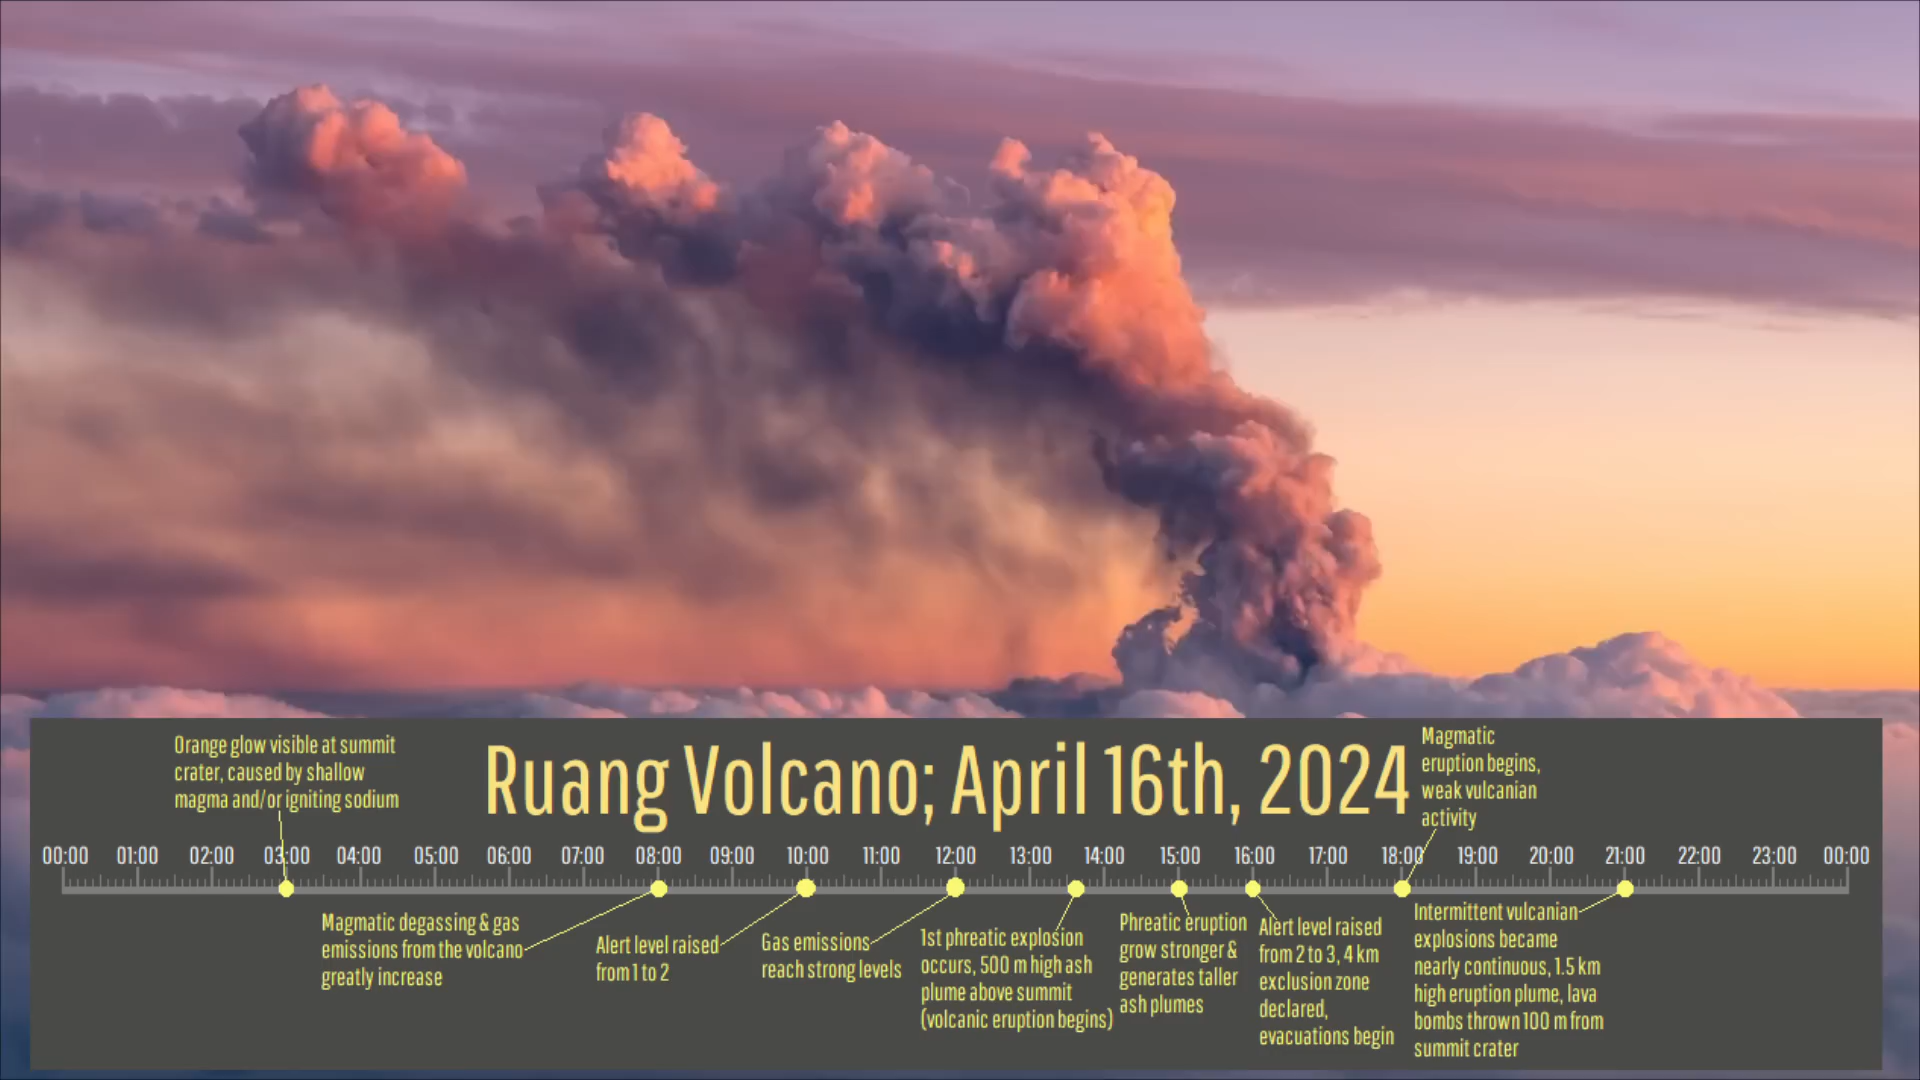 Orange glow visible at summit
crater, caused by shallow
magma and/or igniting sodium
Ruang Volcano; April 16th, 2024
Magmatic
eruption begins,
weak vulcanian
activity
00:00 01:00 02:00 03:00 04:00 05:00 06:00 07:00 08:00 09:00 10:00 11:00 12:00 13:00 14:00 15:00 16:00 17:00 18:00 19:00 20:00 21:00 22:00 23:00 00:00
Magmatic degassing & gas
emissions from the volcano
greatly increase
Alert level raised
from 1 to 2
Gas emissions
reach strong levels
1st phreatic explosion
occurs, 500 m high ash
plume above summit
(volcanic eruption begins)
Phreatic eruption
grow stronger &
generates taller
ash plumes
Alert level raised
from 2 to 3, 4 km
exclusion zone
declared,
evacuations begin
Intermittent vulcanian
explosions became
nearly continuous, 1.5 km
high eruption plume, lava
bombs thrown 100 m from
summit crater